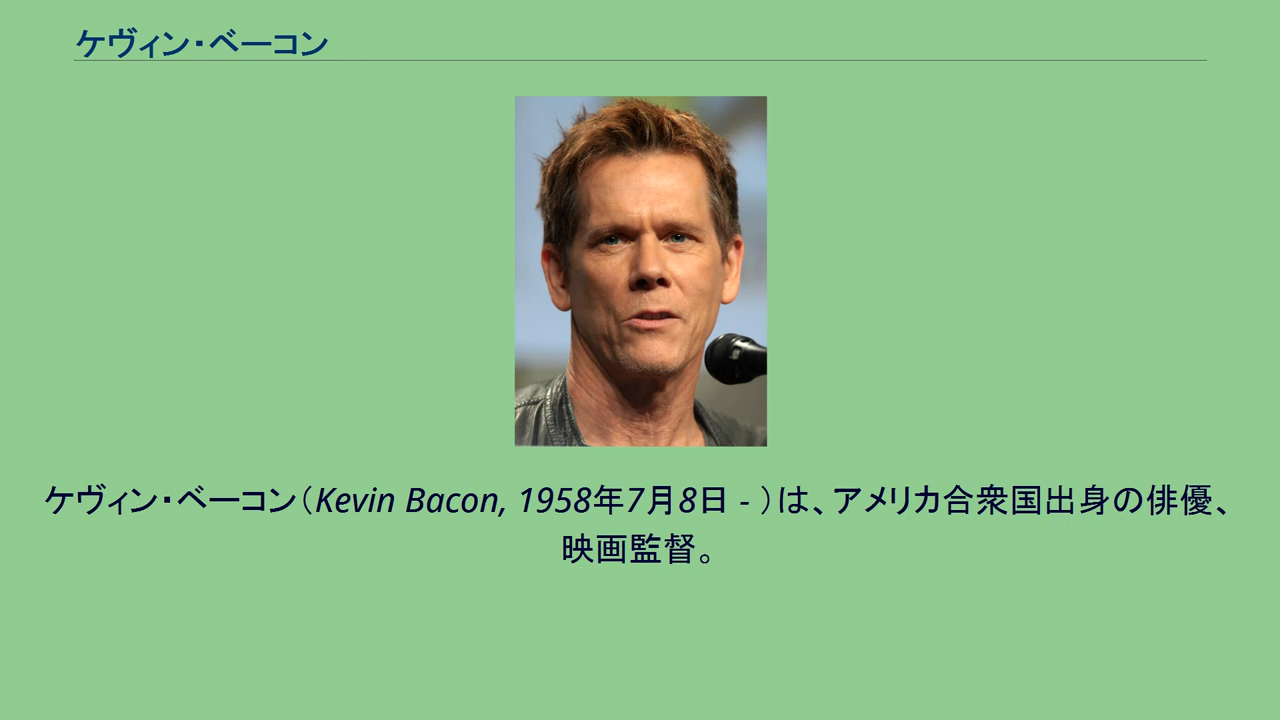 ケヴィン・ベーコン
ケヴィン・ベーコン（Kevin Bacon, 1958年7月8日 - ）は、アメリカ合衆国出身の俳優、
映画監督。